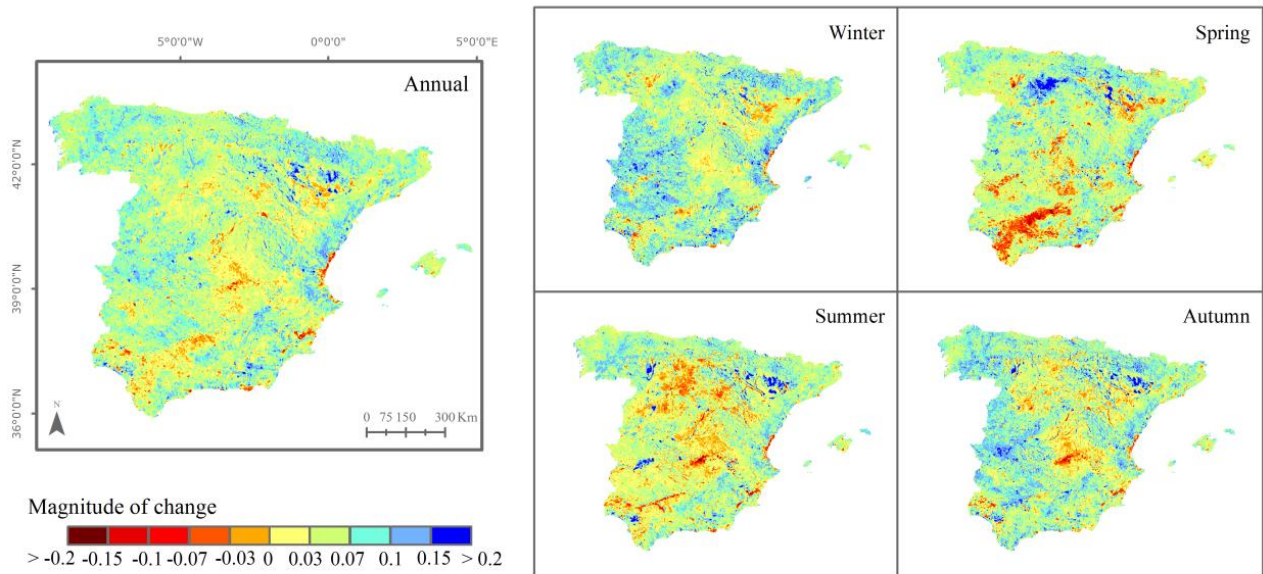 5°0'0"W 0°0'0" 5°0'0"E
Annual
42°0'0"N
39°0'0"N
36°0'0"N
N
0 75 150 300 Km
Magnitude of change
> -0.2 -0.15 -0.1 -0.07 -0.03 0 0.03 0.07 0.1 0.15 > 0.2
Winter
Spring
Summer
Autumn